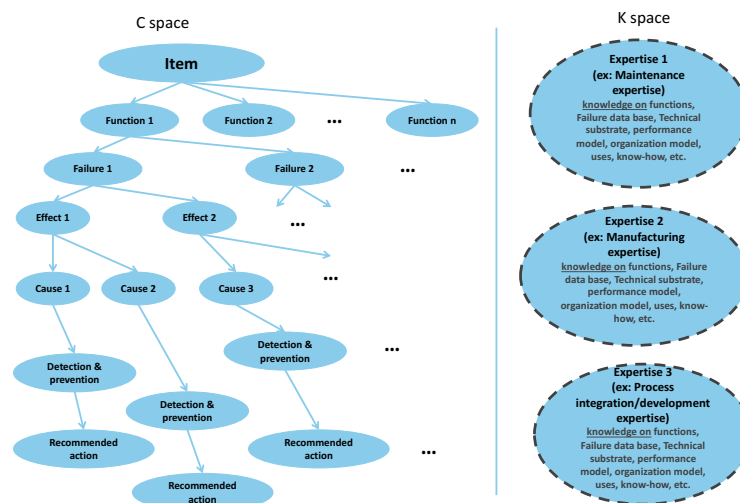 C space
K space
Item
Function 1
Function 2
...
Function n
Failure 1
Failure 2
...
Effect 1
Effect 2
...
Cause 1
Cause 2
Cause 3
...
Detection &
prevention
Detection &
prevention
...
Detection &
prevention
Recommended
action
Recommended
action
Recommended
action
...
Expertise 1
(ex: Maintenance
expertise)
knowledge on functions,
Failure data base, Technical
substrate, performance
model, organization model,
uses, know-how, etc.
Expertise 2
(ex: Manufacturing
expertise)
knowledge on functions, Failure
data base, Technical substrate,
performance model,
organization model, uses, know-
how, etc.
Expertise 3
(ex: Process
integration/development
expertise)
knowledge on functions,
Failure data base, Technical
substrate, performance
model, organization model,
uses, know-how, etc.